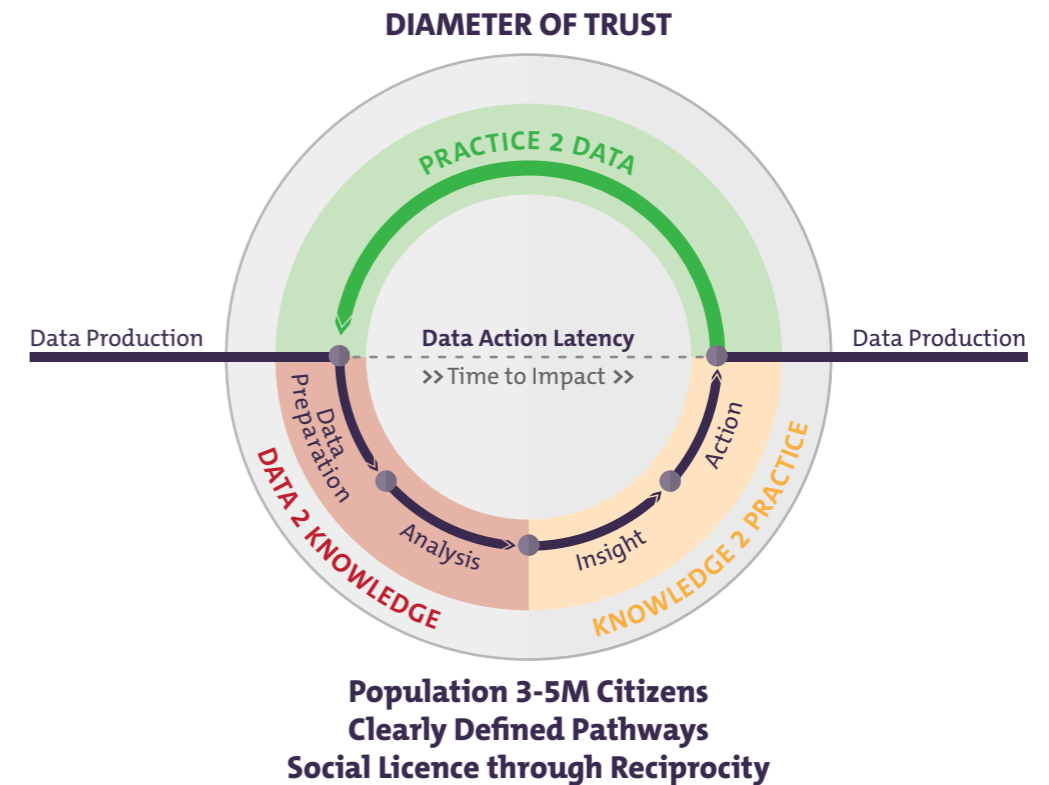 DIAMETER OF TRUST
PRACTICE 2 DATA
Data Production
Data Action Latency
Data Production
>> Time to Impact >>
Data
Preparation
Analysis
Insight
Action
DATA 2 KNOWLEDGE
KNOWLEDGE 2 PRACTICE
Population 3-5M Citizens
Clearly Defined Pathways
Social Licence through Reciprocity